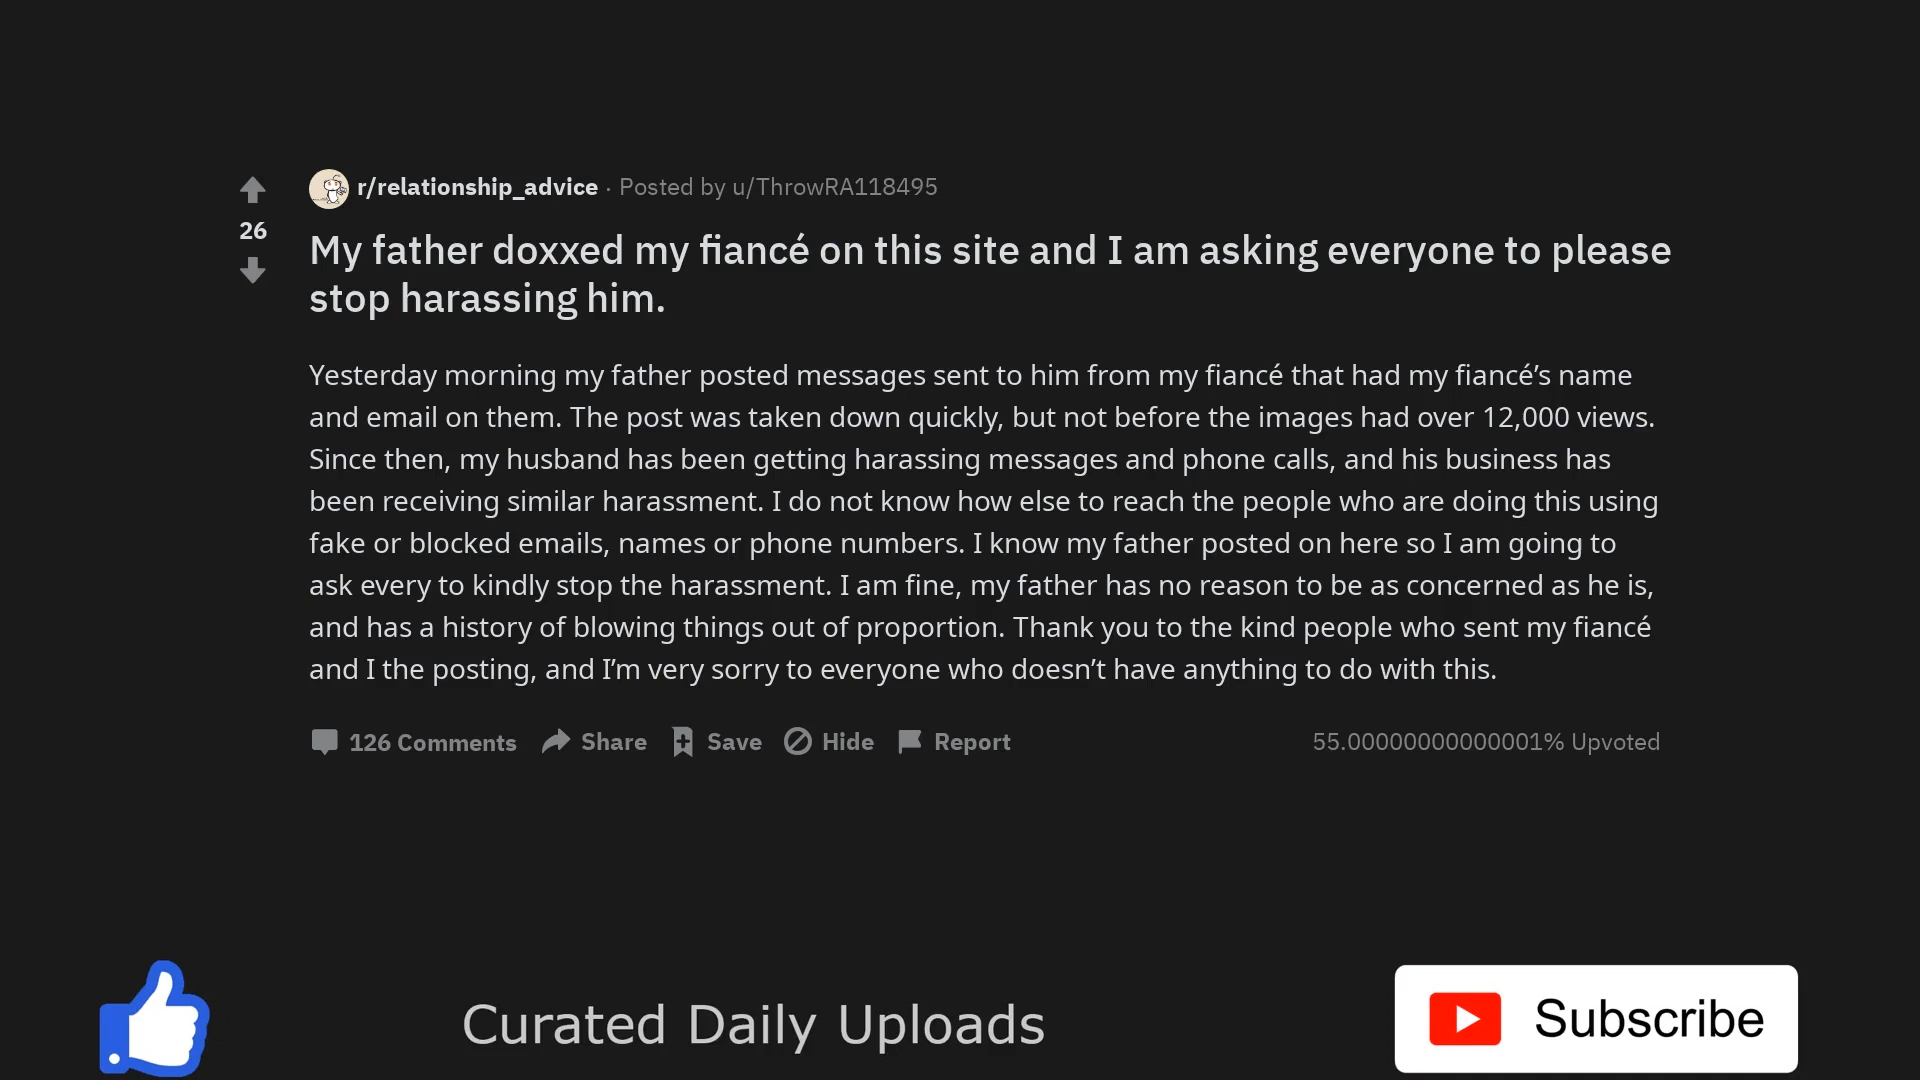 r/relationship_advice · Posted by u/ThrowRA118495
26
My father doxxed my fiancé on this site and I am asking everyone to please
stop harassing him.
Yesterday morning my father posted messages sent to him from my fiancé that had my fiancé’s name
and email on them. The post was taken down quickly, but not before the images had over 12,000 views.
Since then, my husband has been getting harassing messages and phone calls, and his business has
been receiving similar harassment. I do not know how else to reach the people who are doing this using
fake or blocked emails, names or phone numbers. I know my father posted on here so I am going to
ask every to kindly stop the harassment. I am fine, my father has no reason to be as concerned as he is,
and has a history of blowing things out of proportion. Thank you to the kind people who sent my fiancé
and I the posting, and I’m very sorry to everyone who doesn’t have anything to do with this.
126 Comments Share Save Hide Report 55.00000000000001% Upvoted
Curated Daily Uploads
Subscribe